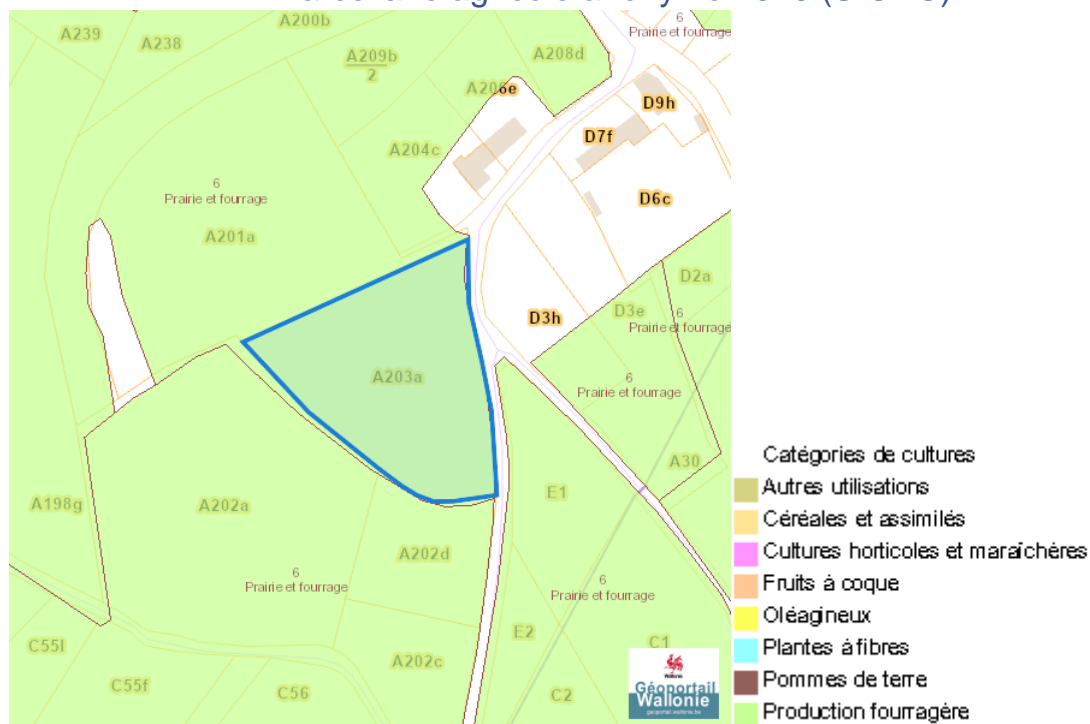 A239
A238
A200b
A209b
2
A208d
6
Prairie et fourrage
A206e
D9h
D7f
A204c
D6c
6
Prairie et fourrage
A201a
D2a
D3e
6
Prairie et fourrage
D3h
A203a
6
Prairie et fourrage
A30
A198g
A202a
E1
A202d
6
Prairie et fourrage
6
Prairie et fourrage
E2
C1
C55l
A202c
C55f
C56
C2
Wallonie
Géoportail
Wallonie
geoportail.wallonie.be
Catégories de cultures
Autres utilisations
Céréales et assimilés
Cultures horticoles et maraîchères
Fruits à coque
Oléagineux
Plantes à fibres
Pommes de terre
Production fourragère